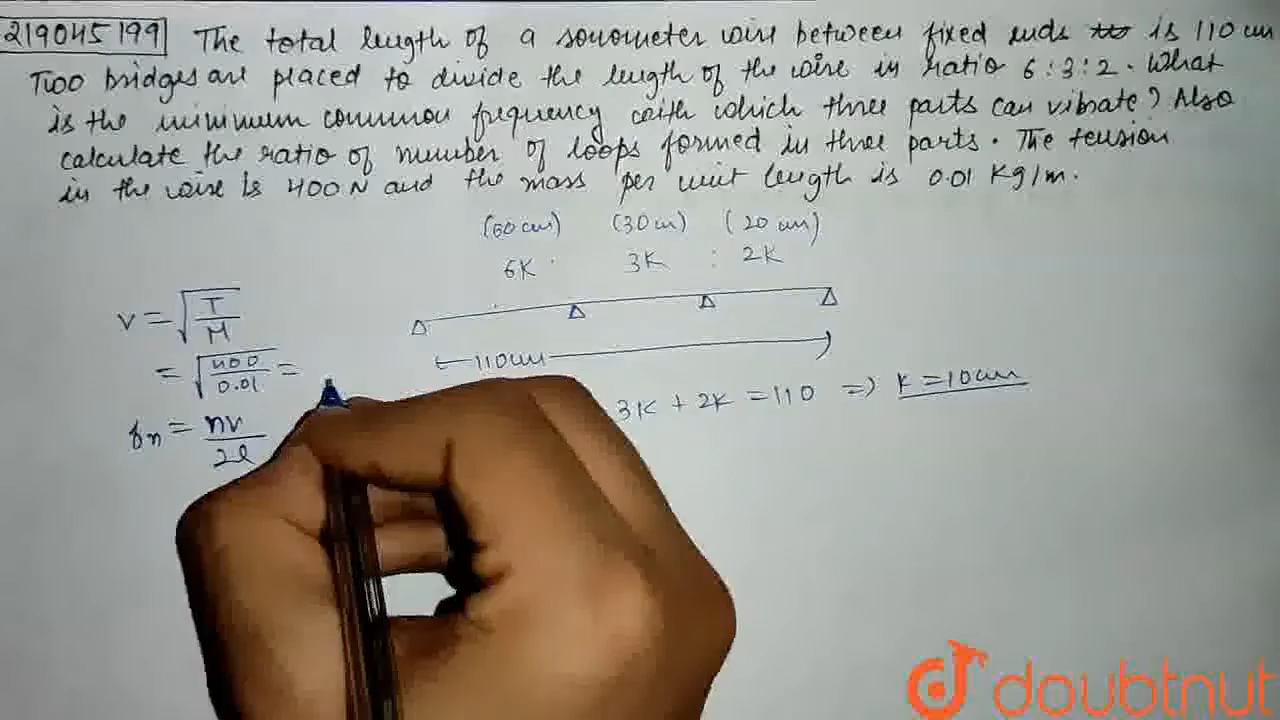 219045199 The total length of a sonometer wire between fixed ends is 110 cm
Two bridges are placed to divide the length of the wire in ratio 6:3:2. What
is the minimum common frequency with which three parts can vibrate? Also
calculate the ratio of number of loops formed in three parts. The tension
in the wire is 400 N and the mass per unit length is 0.01 Kg/m.
(60 cm) (30 cm) (20 cm)
6K : 3K : 2K
V = √T/M
110 cm
= √400/0.01 =
3K + 2K = 110 => K = 10 cm
fn = nv/2l
doubtnut